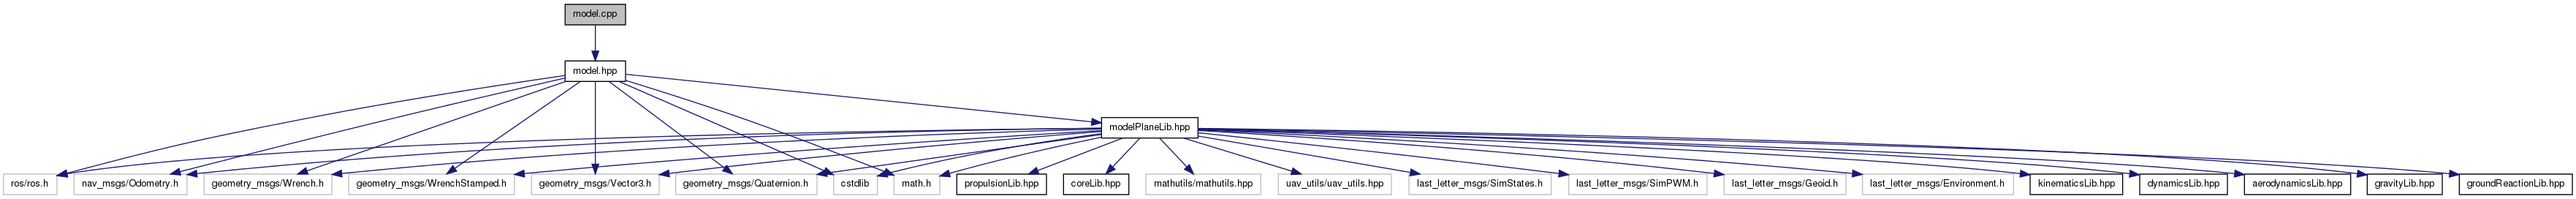 model.cpp
model.hpp
modelPlaneLib.hpp
ros/ros.h
nav_msgs/Odometry.h
geometry_msgs/Wrench.h
geometry_msgs/WrenchStamped.h
geometry_msgs/Vector3.h
geometry_msgs/Quaternion.h
cstdlib
math.h
propulsionLib.hpp
coreLib.hpp
mathutils/mathutils.hpp
uav_utils/uav_utils.hpp
last_letter_msgs/SimStates.h
last_letter_msgs/SimPWM.h
last_letter_msgs/Geoid.h
last_letter_msgs/Environment.h
kinematicsLib.hpp
dynamicsLib.hpp
aerodynamicsLib.hpp
gravityLib.hpp
groundReactionLib.hpp